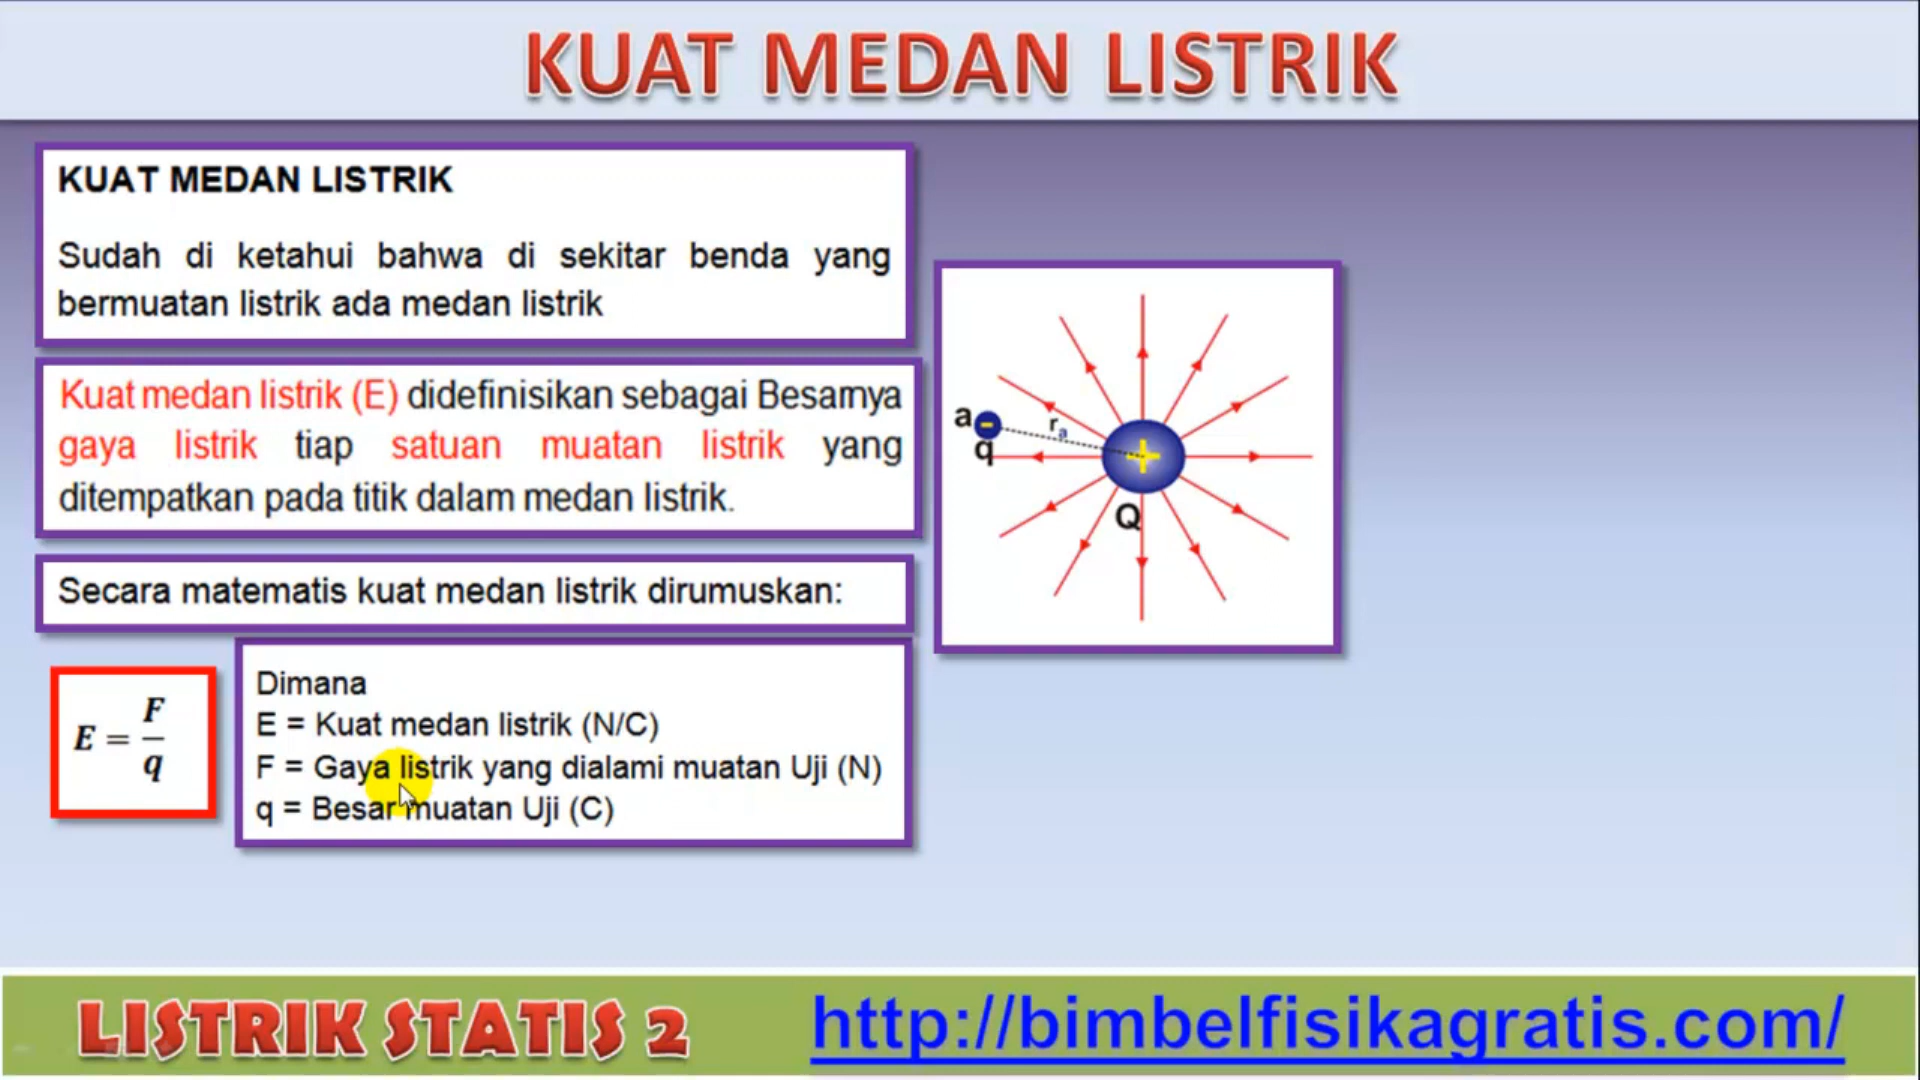 KUAT MEDAN LISTRIK
KUAT MEDAN LISTRIK
Sudah di ketahui bahwa di sekitar benda yang
bermuatan listrik ada medan listrik
Kuat medan listrik (E) didefinisikan sebagai Besarnya
gaya listrik tiap satuan muatan listrik yang
ditempatkan pada titik dalam medan listrik.
Secara matematis kuat medan listrik dirumuskan:
E = F/q
Dimana
E = Kuat medan listrik (N/C)
F = Gaya listrik yang dialami muatan Uji (N)
q = Besar muatan Uji (C)
a
-
q
ra
+
Q
LISTRIK STATIS 2
http://bimbelfisikagratis.com/